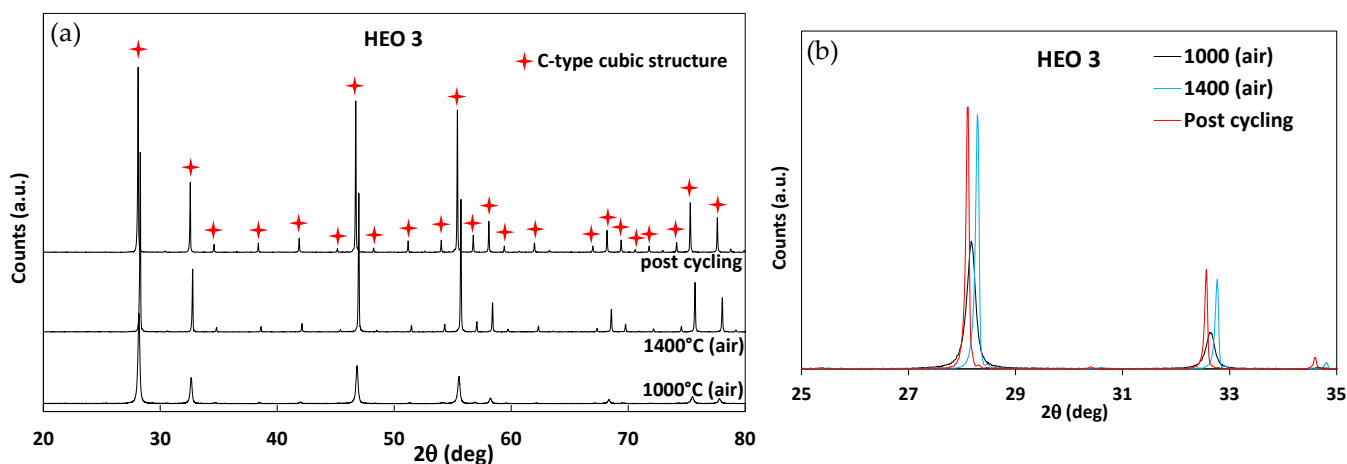 (a)
HEO 3
C-type cubic structure
Counts (a.u.)
post cycling
1400°C (air)
1000°C (air)
20 30 40 50 60 70 80
2θ (deg)
(b)
HEO 3
1000 (air)
1400 (air)
Post cycling
Counts (a.u.)
25 27 29 31 33 35
2θ (deg)